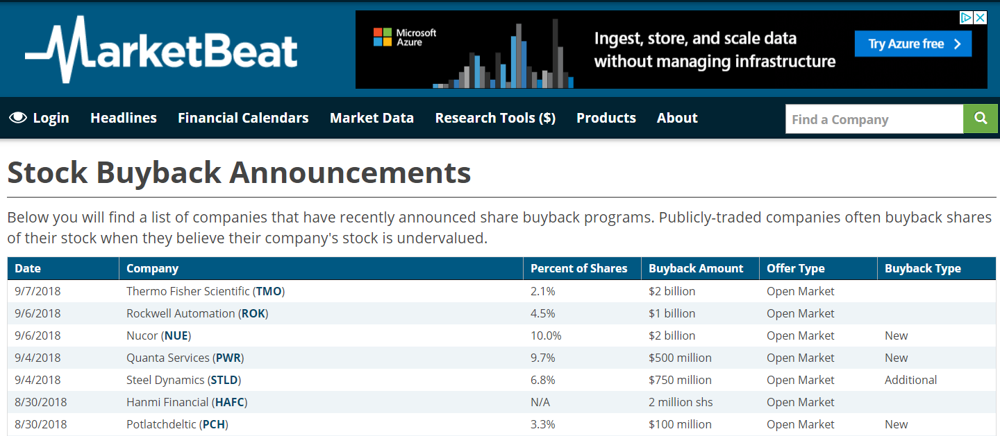 MarketBeat
Microsoft
Azure
Ingest, store, and scale data
without managing infrastructure
Try Azure free
Login Headlines Financial Calendars Market Data Research Tools ($) Products About Find a Company
Stock Buyback Announcements
Below you will find a list of companies that have recently announced share buyback programs. Publicly-traded companies often buyback shares
of their stock when they believe their company's stock is undervalued.
Date Company Percent of Shares Buyback Amount Offer Type Buyback Type
9/7/2018 Thermo Fisher Scientific (TMO) 2.1% $2 billion Open Market
9/6/2018 Rockwell Automation (ROK) 4.5% $1 billion Open Market
9/6/2018 Nucor (NUE) 10.0% $2 billion Open Market New
9/4/2018 Quanta Services (PWR) 9.7% $500 million Open Market New
9/4/2018 Steel Dynamics (STLD) 6.8% $750 million Open Market Additional
8/30/2018 Hanmi Financial (HAFC) N/A 2 million shs Open Market
8/30/2018 Potlatchdeltic (PCH) 3.3% $100 million Open Market New